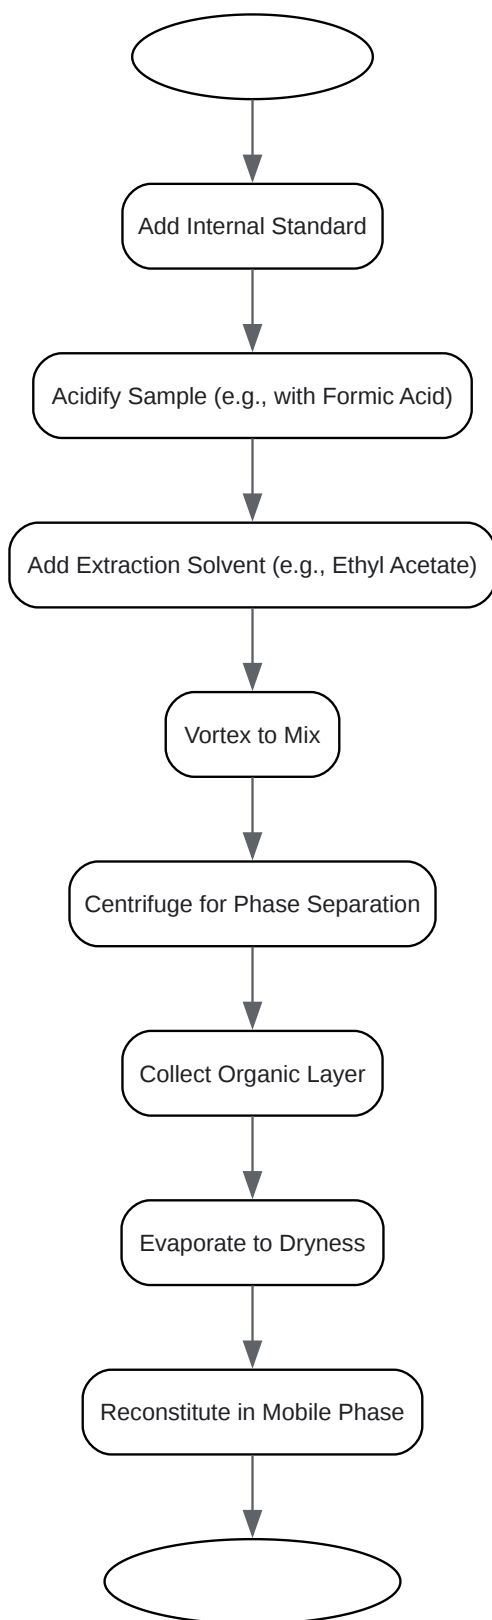 Add Internal Standard
Acidify Sample (e.g., with Formic Acid)
Add Extraction Solvent (e.g., Ethyl Acetate)
Vortex to Mix
Centrifuge for Phase Separation
Collect Organic Layer
Evaporate to Dryness
Reconstitute in Mobile Phase